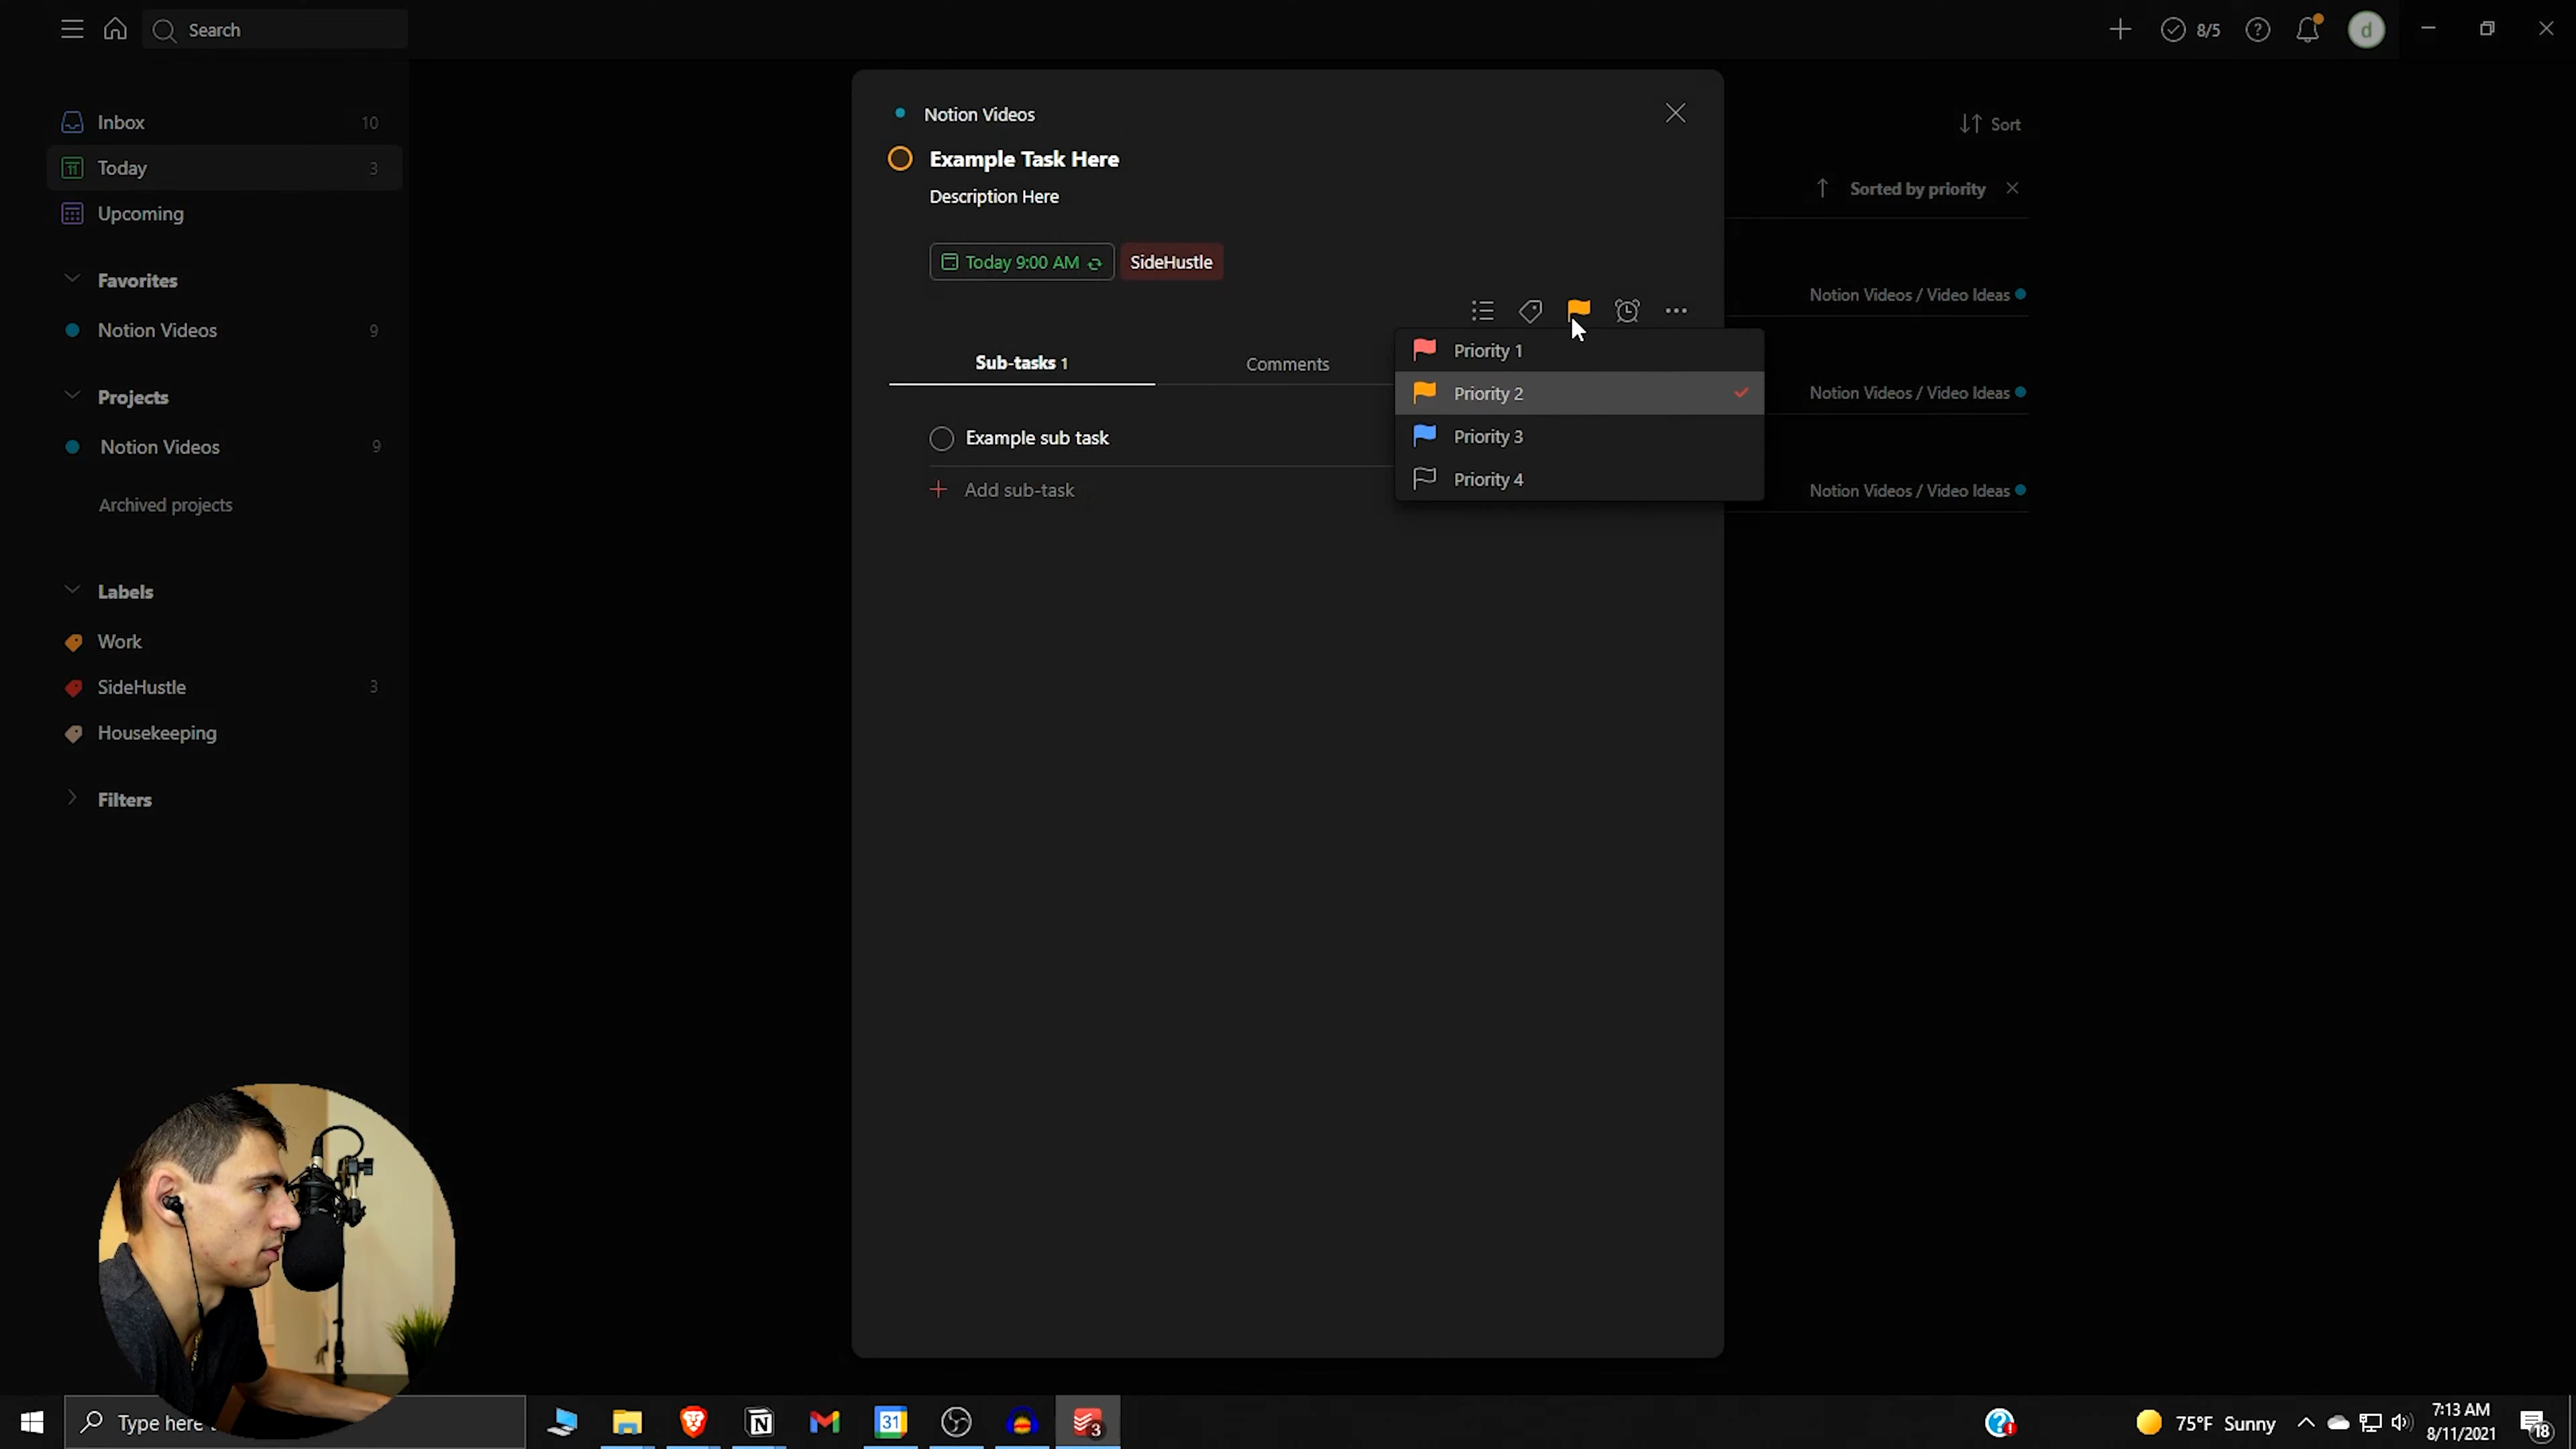 Search
8/5
d
Inbox 10
Today 3
Upcoming
Favorites
Notion Videos 9
Projects
Notion Videos 9
Archived projects
Labels
Work
SideHustle 3
Housekeeping
Filters
Notion Videos
Example Task Here
Description Here
Today 9:00 AM SideHustle
Sub-tasks 1 Comments
Example sub task
+ Add sub-task
Priority 1
Priority 2
Priority 3
Priority 4
Sort
Sorted by priority
Notion Videos / Video Ideas
Notion Videos / Video Ideas
Notion Videos / Video Ideas
Type here
31
3
75°F Sunny
7:13 AM
8/11/2021
18